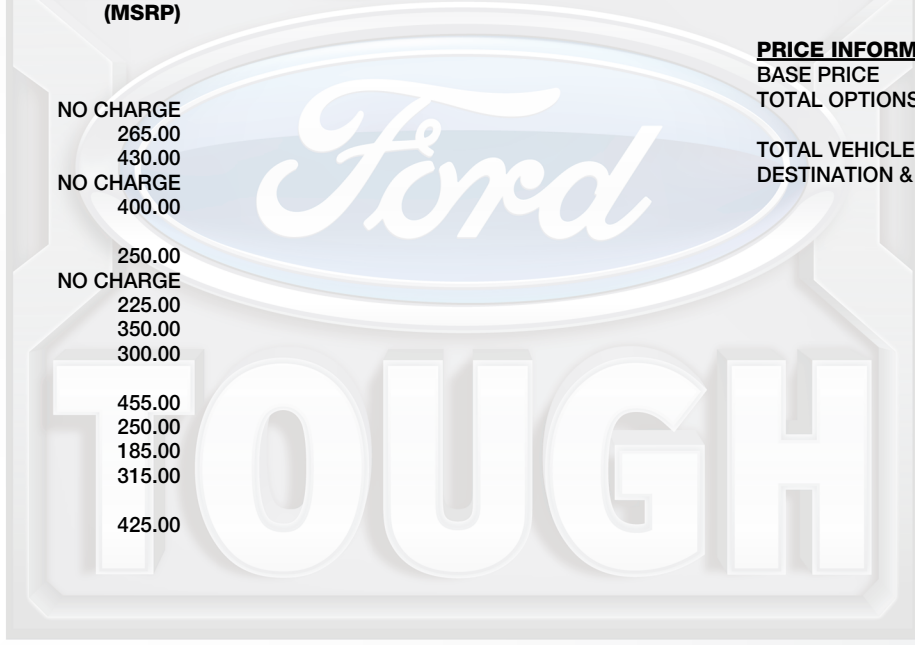 (MSRP)
NO CHARGE
265.00
430.00
NO CHARGE
400.00
250.00
NO CHARGE
225.00
350.00
300.00
455.00
250.00
185.00
315.00
425.00
PRICE INFORM
BASE PRICE
TOTAL OPTIONS
TOTAL VEHICLE
DESTINATION &
Ford
TOUGH